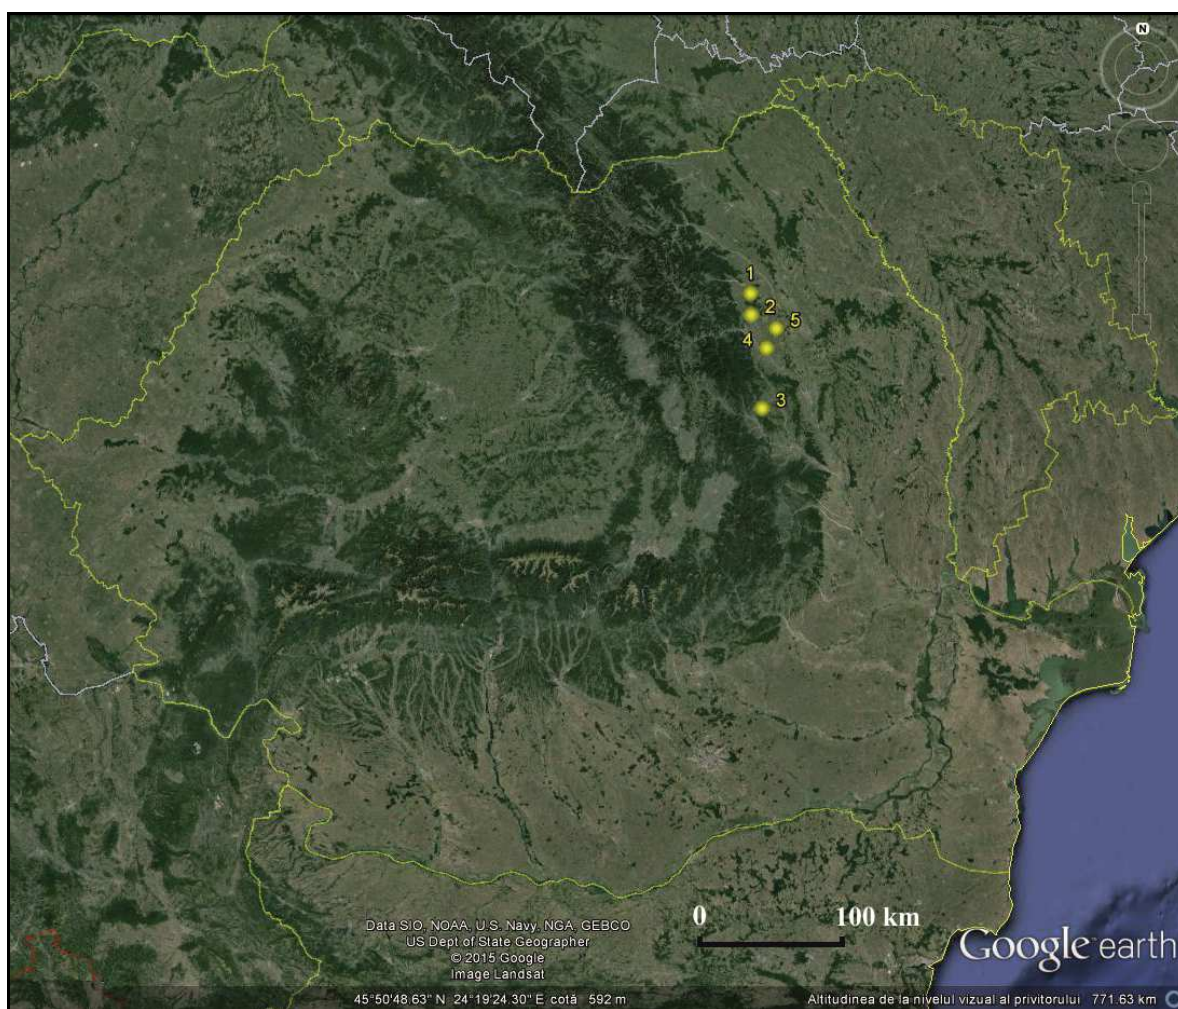 N
1
2
5
4
3
0 100 km
Data SIO, NOAA, U.S. Navy, NGA, GEBCO
US Dept of State Geographer
© 2015 Google
Image Landsat
Google earth
45°50'48.63" N 24°19'24.30" E cotă 592 m Altitudinea de la nivelul vizual al privitorului 771.63 km